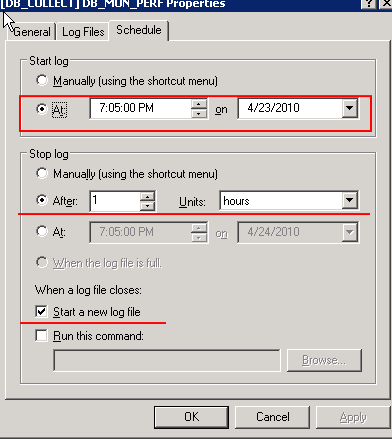 [DB_COLLECT] DB_MON_PERF Properties
General Log Files Schedule
Start log
Manually (using the shortcut menu)
At: 7:05:00 PM on 4/23/2010
Stop log
Manually (using the shortcut menu)
After: 1 Units: hours
At: 7:05:00 PM on 4/24/2010
When the log file is full.
When a log file closes:
Start a new log file
Run this command:
Browse...
OK Cancel Apply